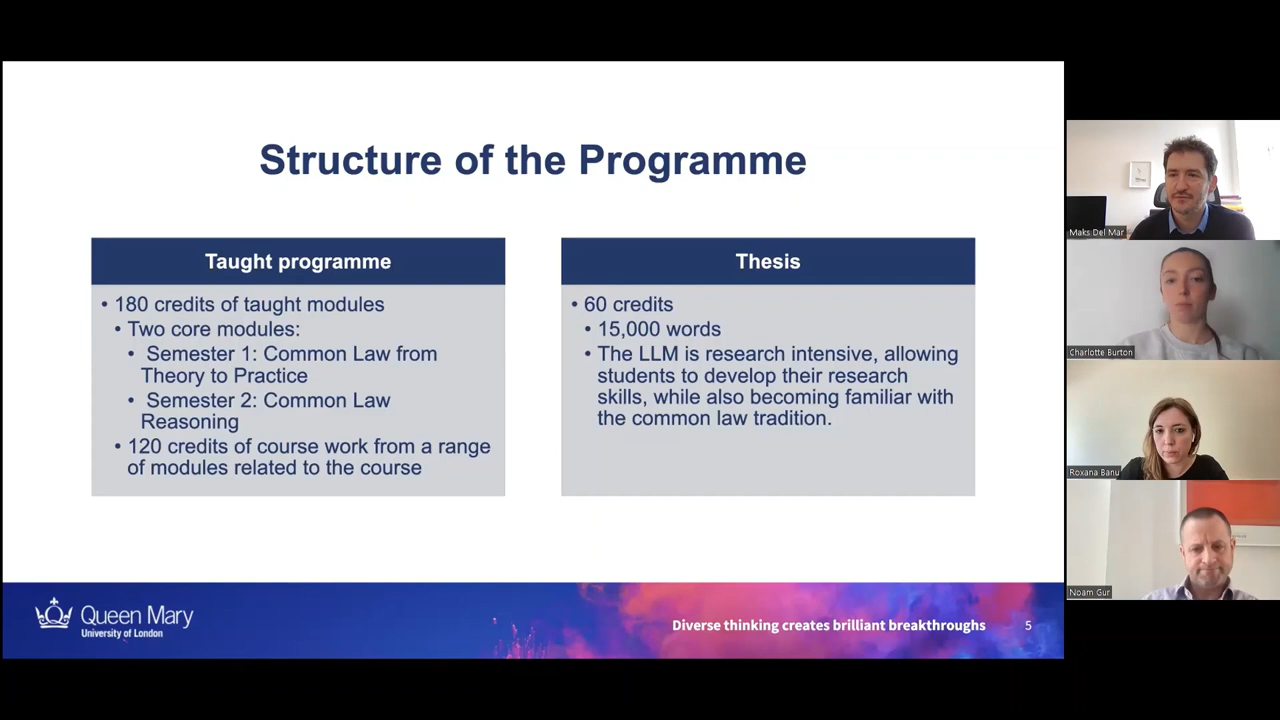 Structure of the Programme
Taught programme
• 180 credits of taught modules
• Two core modules:
• Semester 1: Common Law from
Theory to Practice
• Semester 2: Common Law
Reasoning
• 120 credits of course work from a range
of modules related to the course
Thesis
• 60 credits
• 15,000 words
• The LLM is research intensive, allowing
students to develop their research
skills, while also becoming familiar with
the common law tradition.
Queen Mary
University of London
Diverse thinking creates brilliant breakthroughs
5
Maks Del Mar
Charlotte Burton
Roxana Banu
Noam Gur